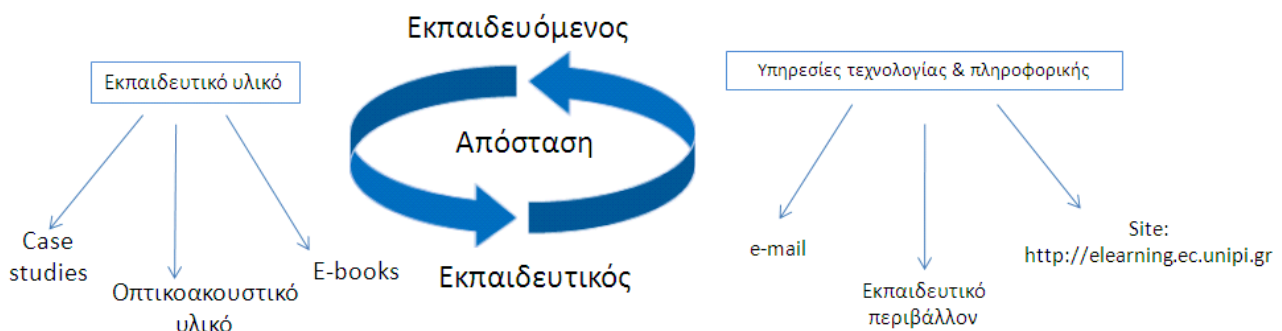 Εκπαιδευόμενος
Εκπαιδευτικό υλικό
Υπηρεσίες τεχνολογίας & πληροφορικής
Απόσταση
Case
studies
Οπτικοακουστικό
υλικό
E-books
Εκπαιδευτικός
e-mail
Εκπαιδευτικό
περιβάλλον
Site:
http://elearning.ec.unipi.gr